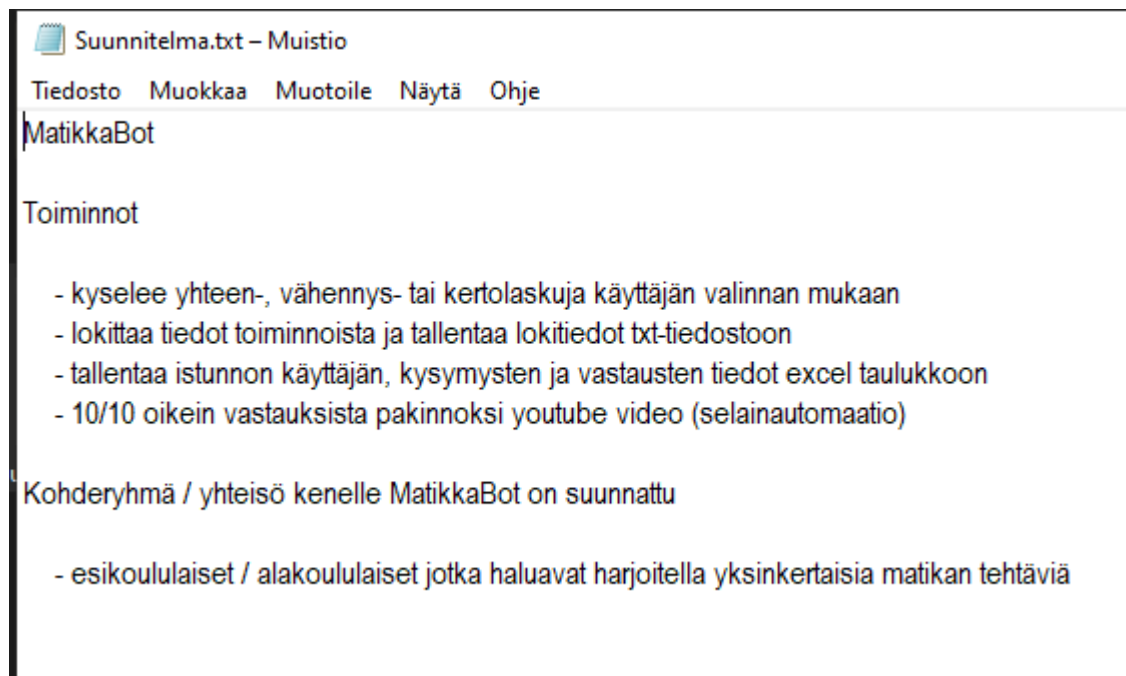 Suunnitelma.txt – Muistio
Tiedosto Muokkaa Muotoile Näytä Ohje
MatikkaBot
Toiminnot
- kyselee yhteen-, vähennys- tai kertolaskuja käyttäjän valinnan mukaan
- lokittaa tiedot toiminnoista ja tallentaa lokitiedot txt-tiedostoon
- tallentaa istunnon käyttäjän, kysymysten ja vastausten tiedot excel taulukkoon
- 10/10 oikein vastauksista pakinnoksi youtube video (selainautomaatio)
Kohderyhmä / yhteisö kenelle MatikkaBot on suunnattu
- esikoululaiset / alakoululaiset jotka haluavat harjoitella yksinkertaisia matikan tehtäviä